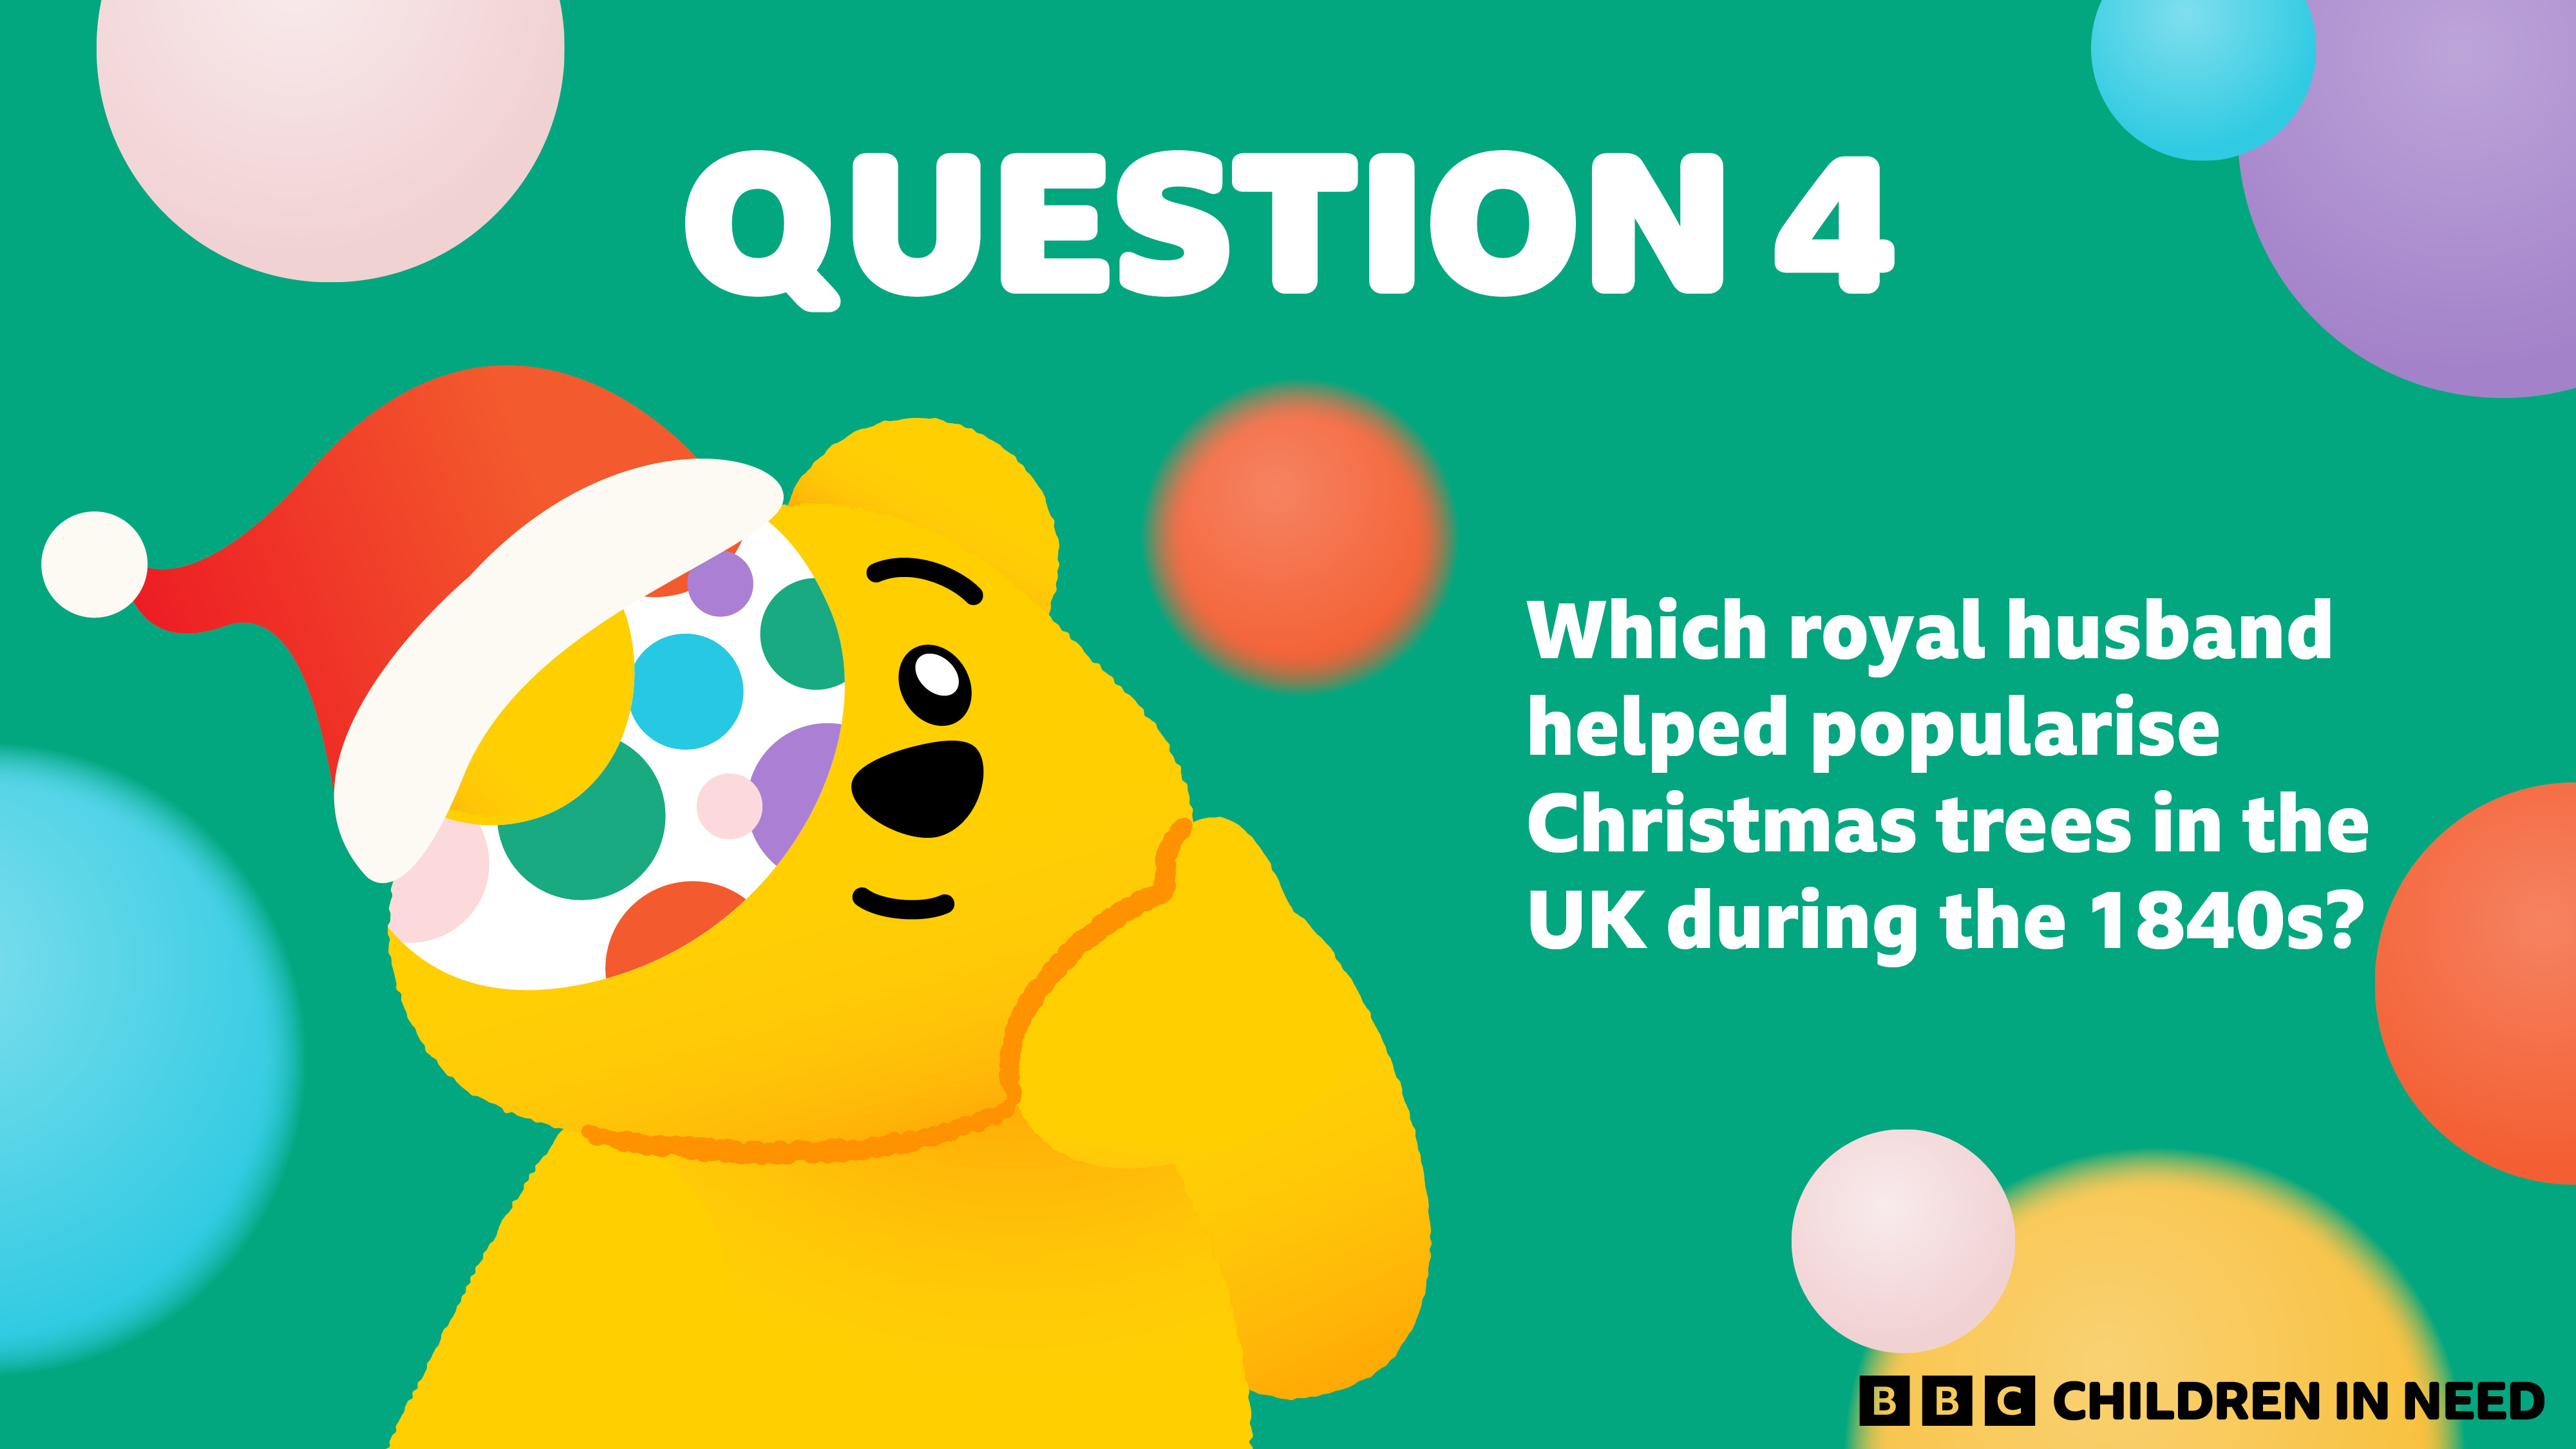 QUESTION 4
Which royal husband
helped popularise
Christmas trees in the
UK during the 1840s?
BBC CHILDREN IN NEED